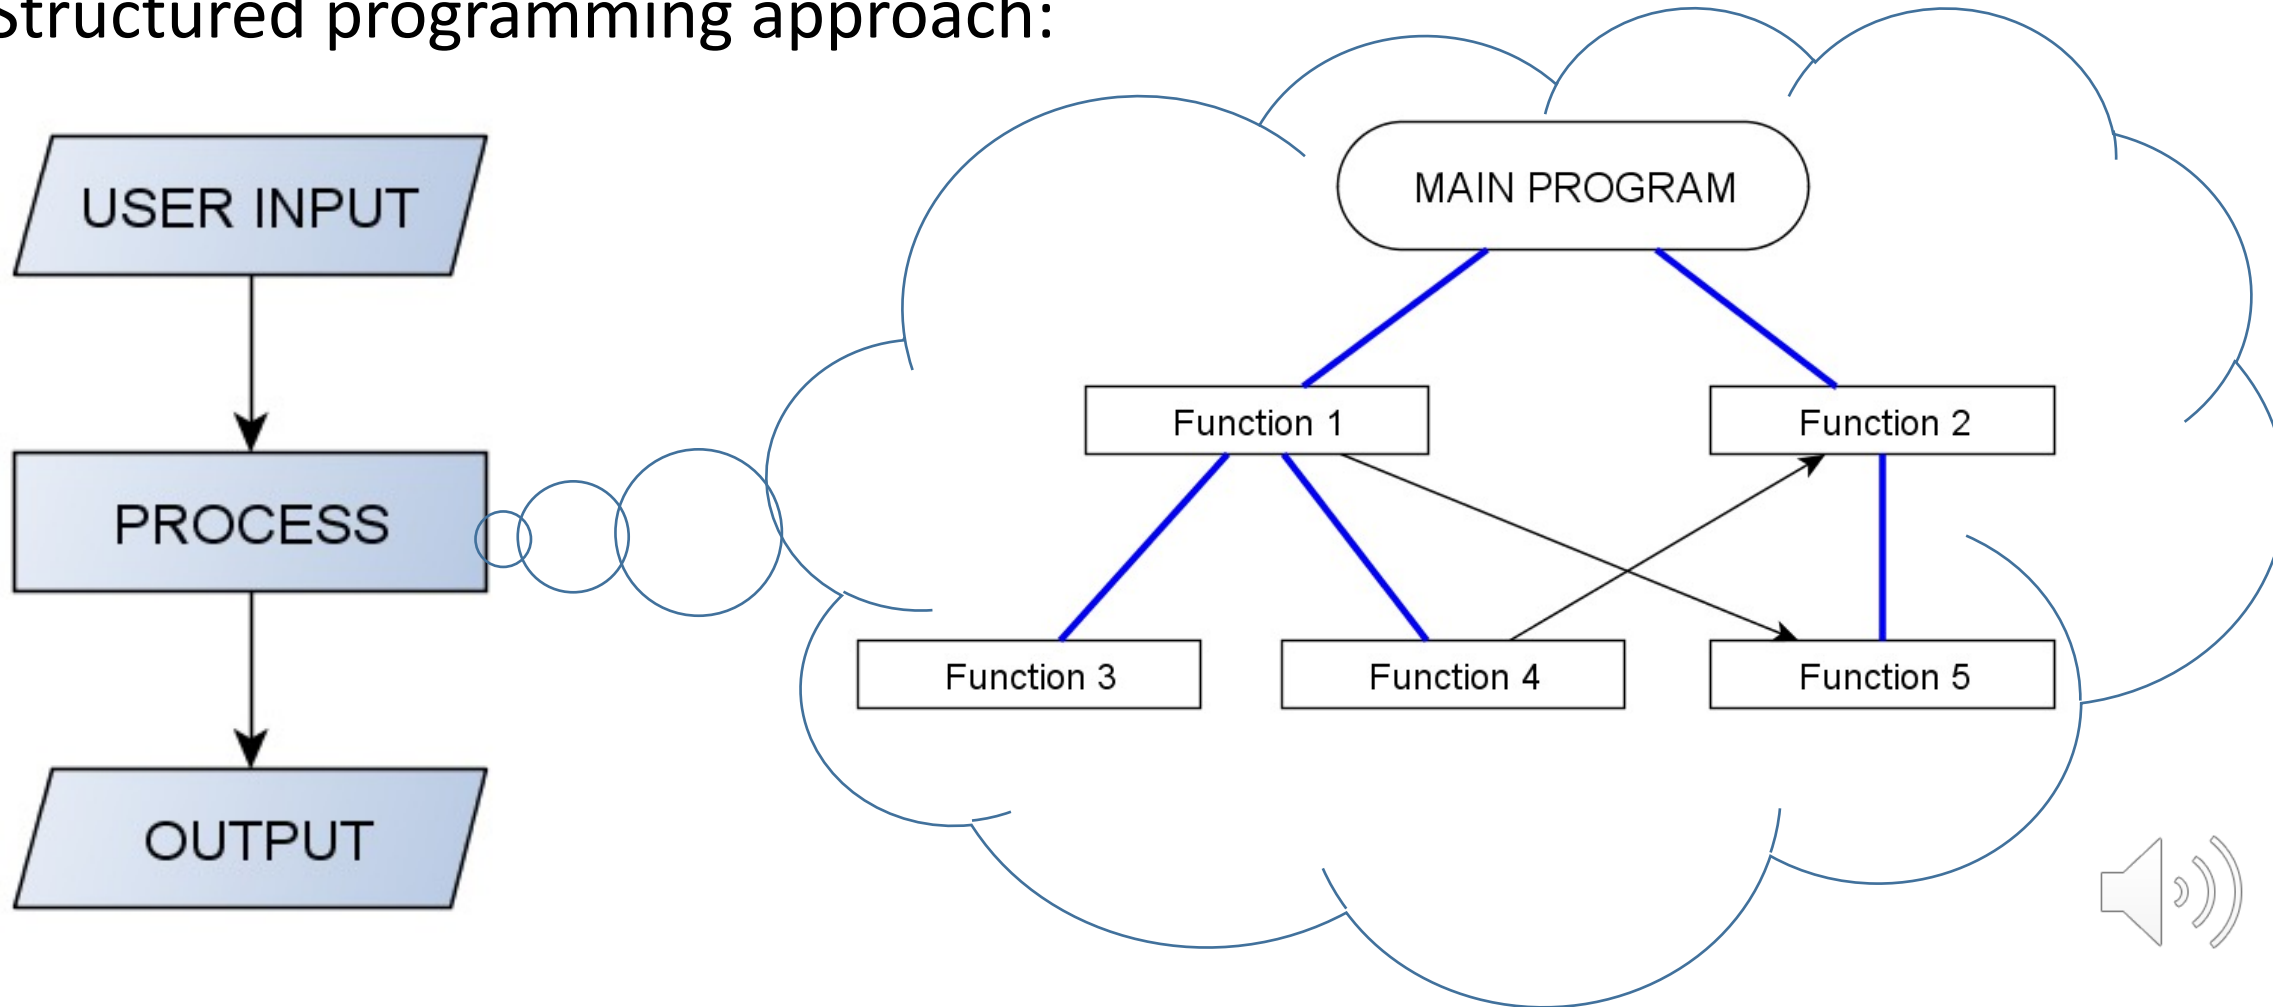 Structured programming approach:
USER INPUT
PROCESS
OUTPUT
MAIN PROGRAM
Function 1
Function 2
Function 3
Function 4
Function 5